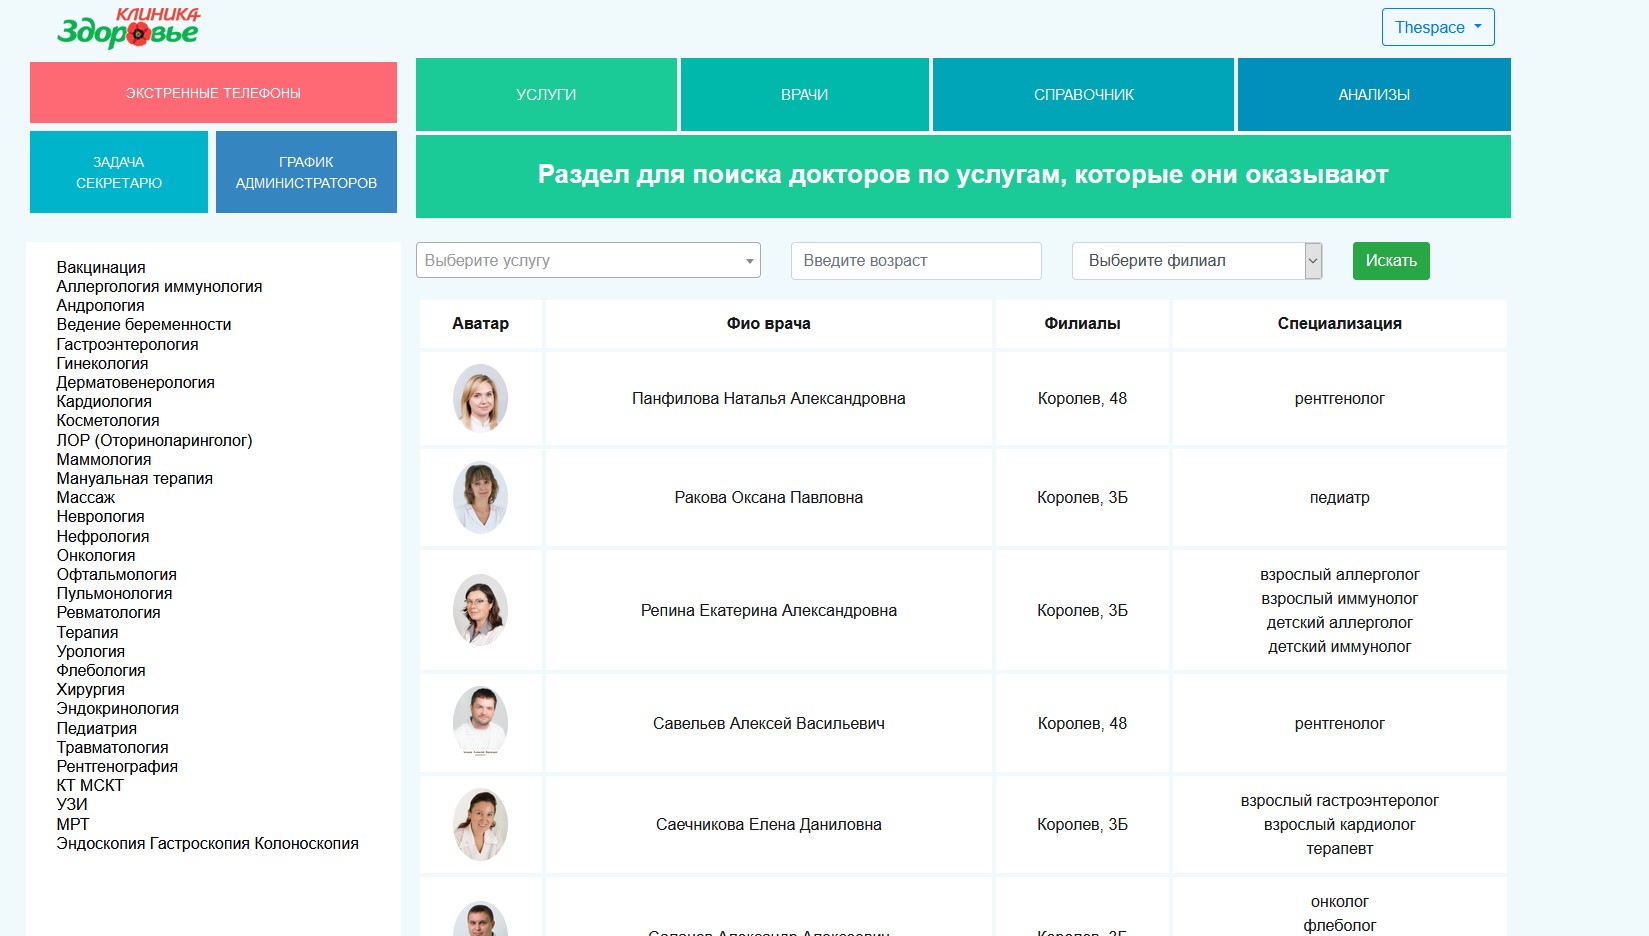 КЛИНИКА
Здоровье
Thespace
ЭКСТРЕННЫЕ ТЕЛЕФОНЫ
УСЛУГИ
ВРАЧИ
СПРАВОЧНИК
АНАЛИЗЫ
ЗАДАЧА
СЕКРЕТАРЮ
ГРАФИК
АДМИНИСТРАТОРОВ
Раздел для поиска докторов по услугам, которые они оказывают
Вакцинация
Аллергология иммунология
Андрология
Ведение беременности
Гастроэнтерология
Гинекология
Дерматовенерология
Кардиология
Косметология
ЛОР (Оториноларинголог)
Маммология
Мануальная терапия
Массаж
Неврология
Нефрология
Онкология
Офтальмология
Пульмонология
Ревматология
Терапия
Урология
Флебология
Хирургия
Эндокринология
Педиатрия
Травматология
Рентгенография
КТ МСКТ
УЗИ
МРТ
Эндоскопия Гастроскопия Колоноскопия
Выберите услугу
Введите возраст
Выберите филиал
Искать
Аватар Фио врача Филиалы Специализация
Панфилова Наталья Александровна Королев, 48 рентгенолог
Ракова Оксана Павловна Королев, 3Б педиатр
Репина Екатерина Александровна Королев, 3Б взрослый аллерголог
взрослый иммунолог
детский аллерголог
детский иммунолог
Савельев Алексей Васильевич Королев, 48 рентгенолог
Саечникова Елена Даниловна Королев, 3Б взрослый гастроэнтеролог
взрослый кардиолог
терапевт
онколог
флеболог